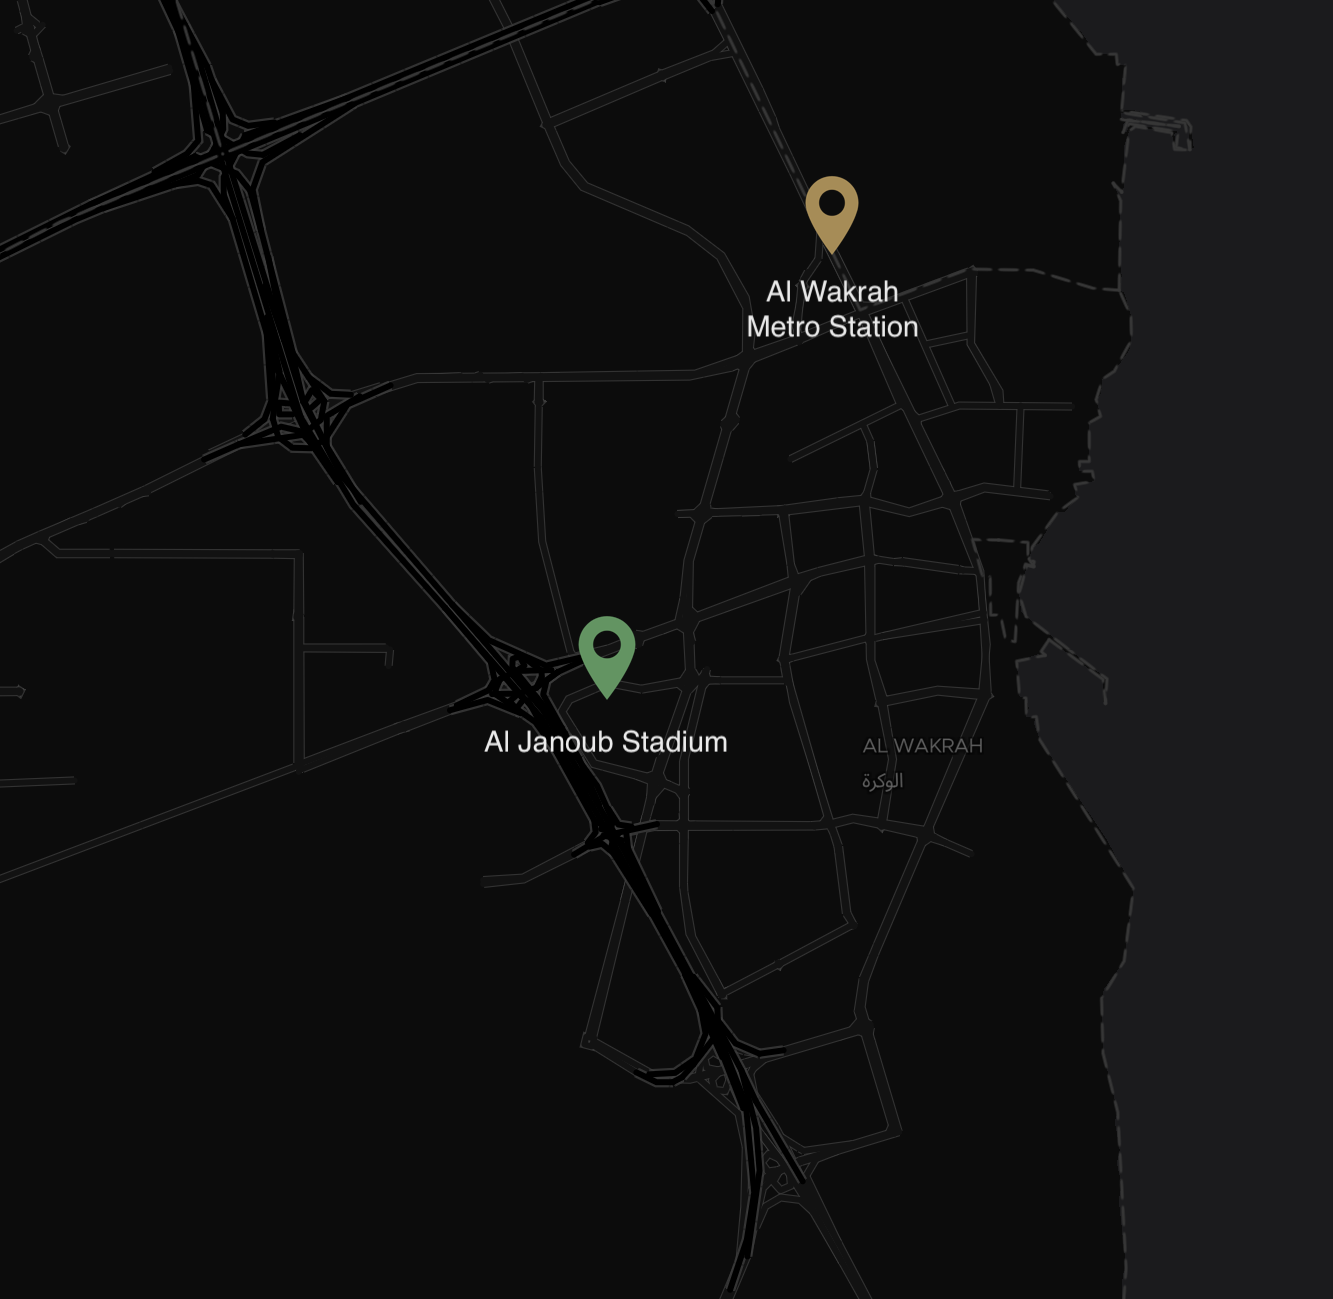 Al Wakrah
Metro Station
Al Janoub Stadium
AL WAKRAH
الوكرة